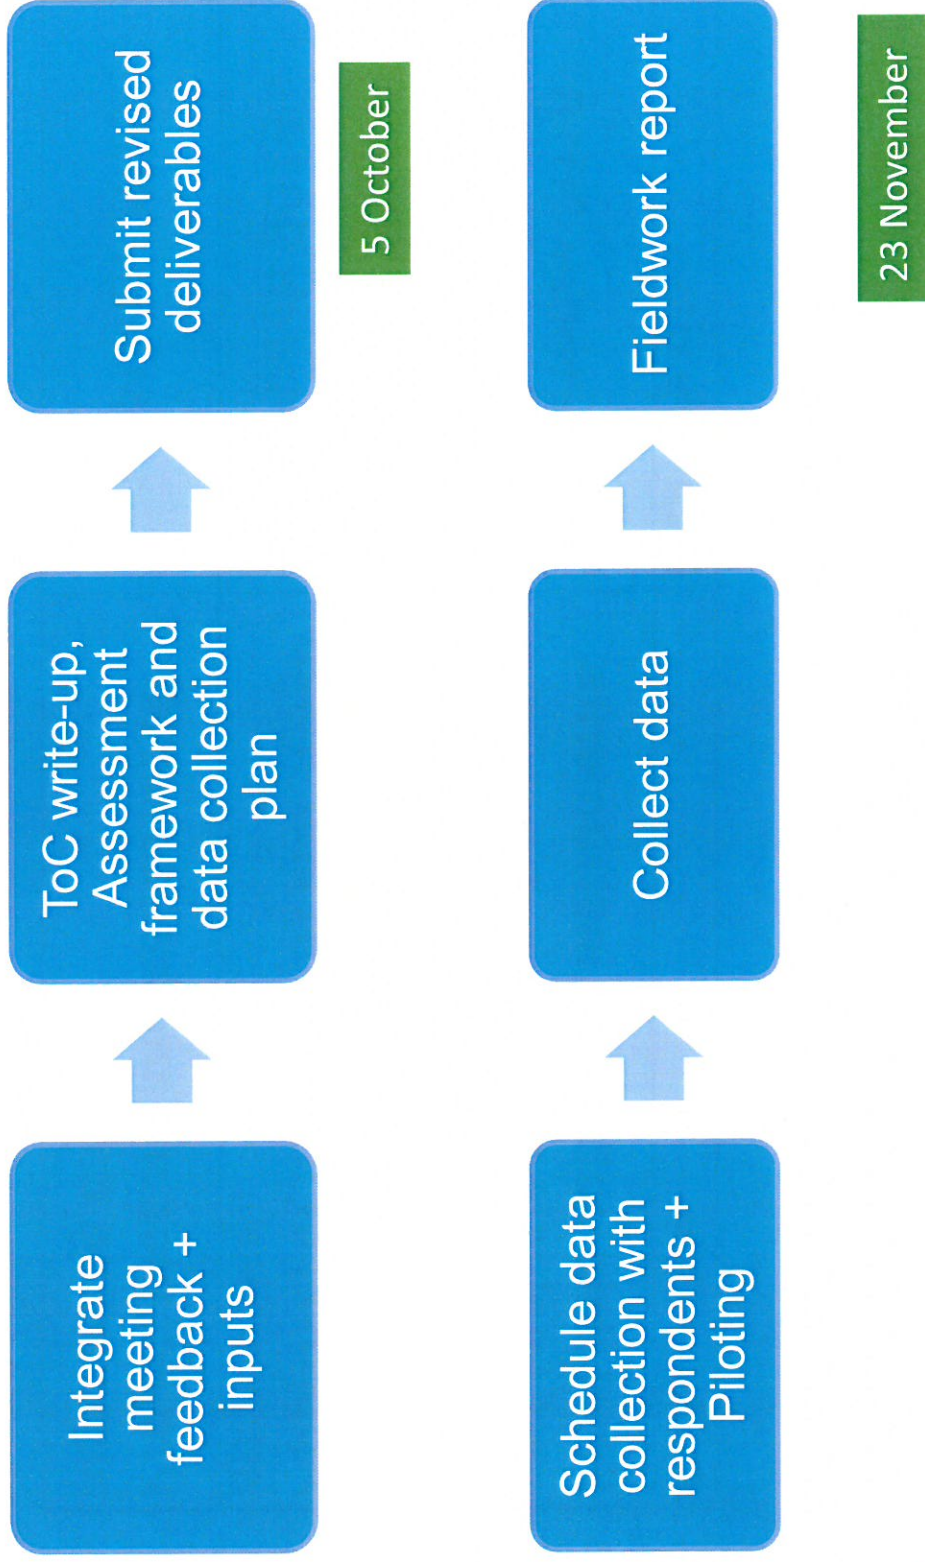 Integrate
meeting
feedback +
inputs
ToC write-up,
Assessment
framework and
data collection
plan
Submit revised
deliverables
5 October
Schedule data
collection with
respondents +
Piloting
Collect data
Fieldwork report
23 November